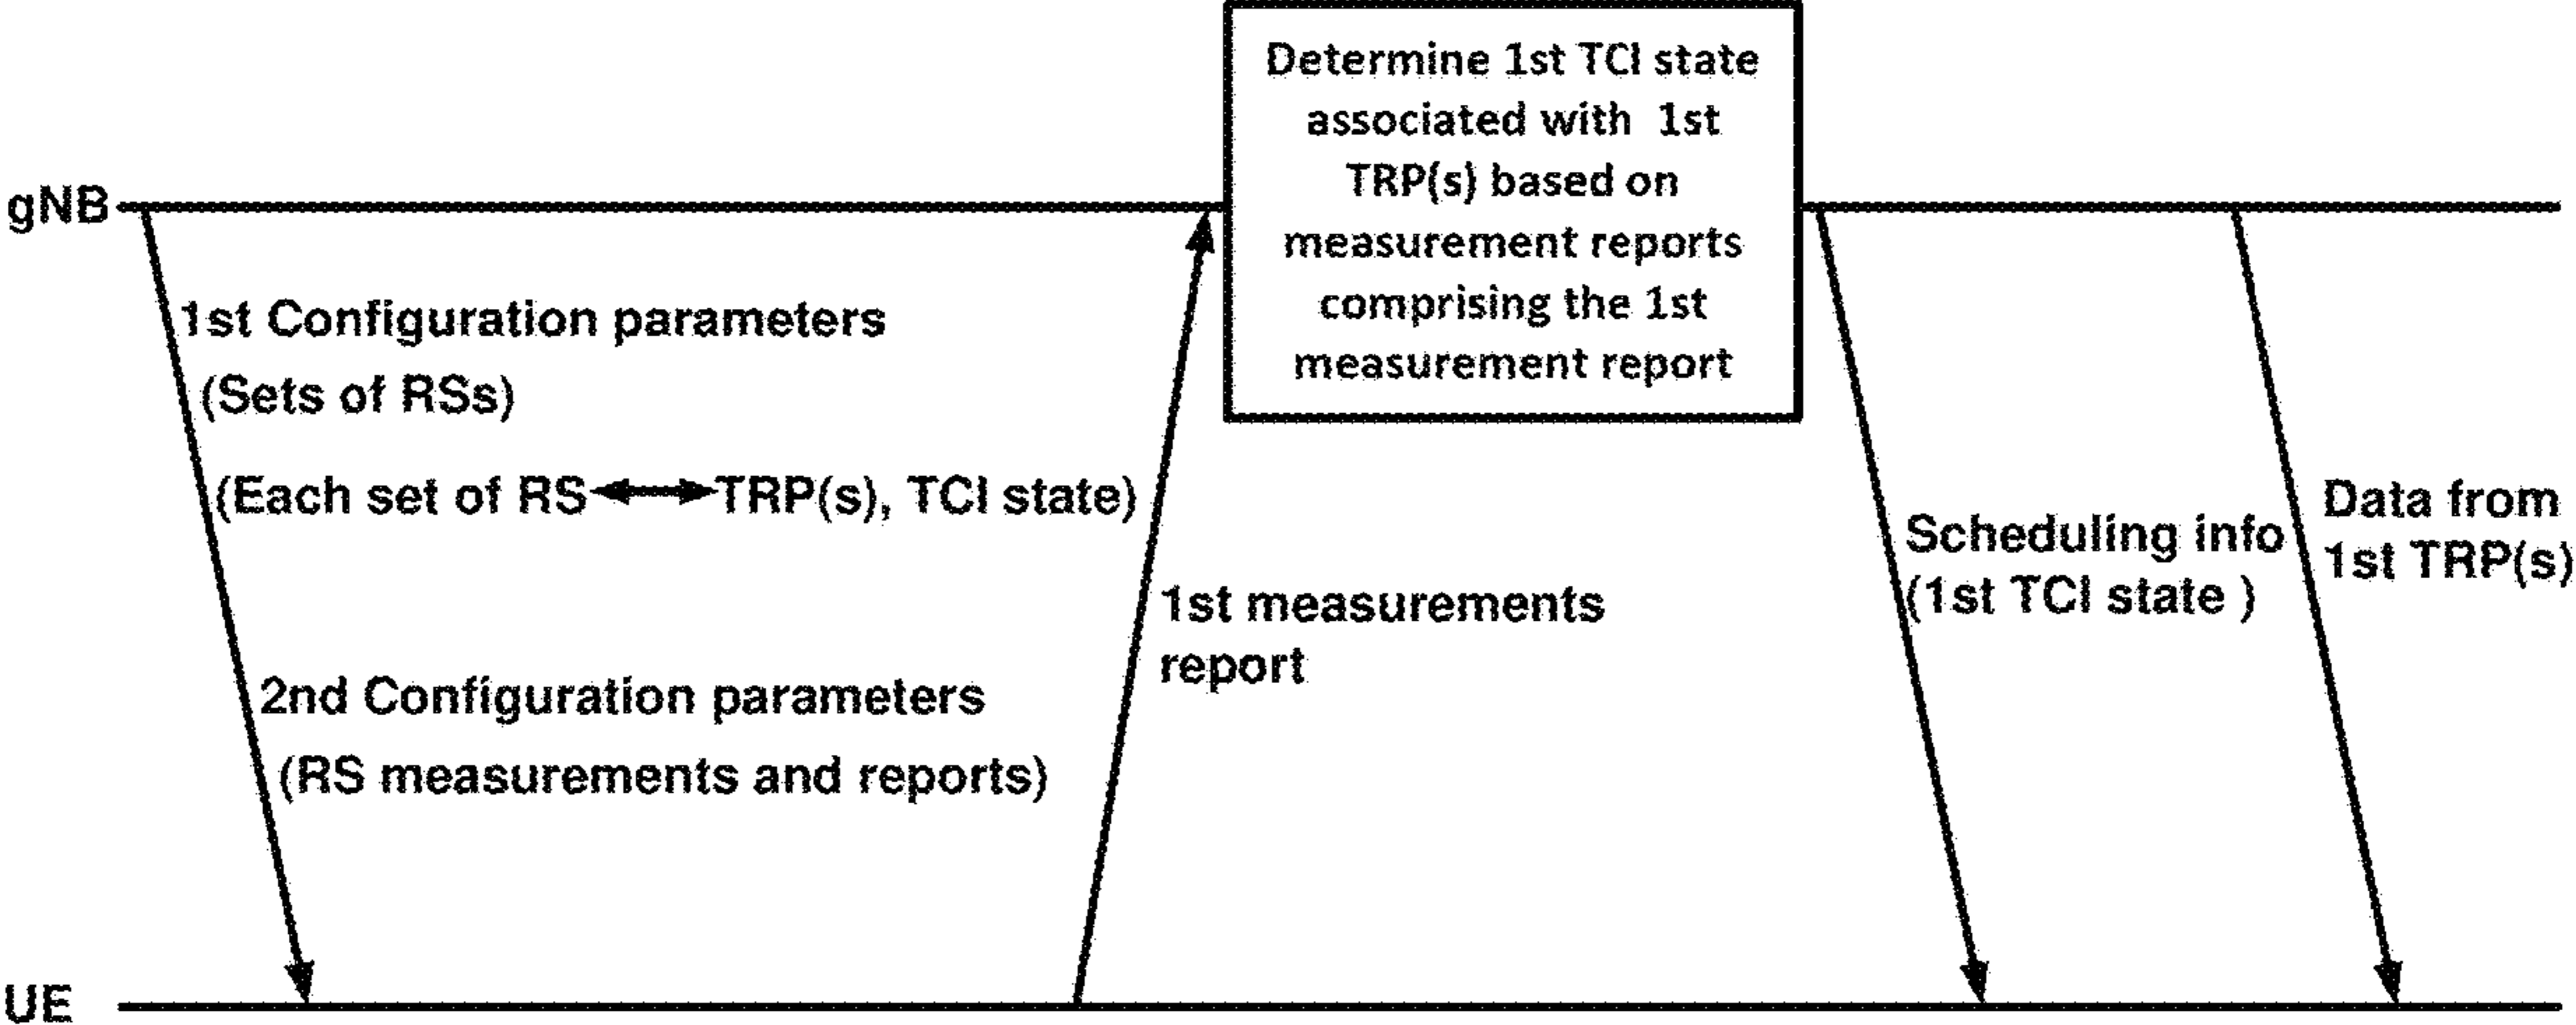 Determine 1st TCI state
associated with 1st
TRP(s) based on
measurement reports
comprising the 1st
measurement report
gNB
1st Configuration parameters
(Sets of RSs)
(Each set of RS TRP(s), TCI state)
2nd Configuration parameters
(RS measurements and reports)
1st measurements
report
Scheduling info
(1st TCI state )
Data from
1st TRP(s)
UE